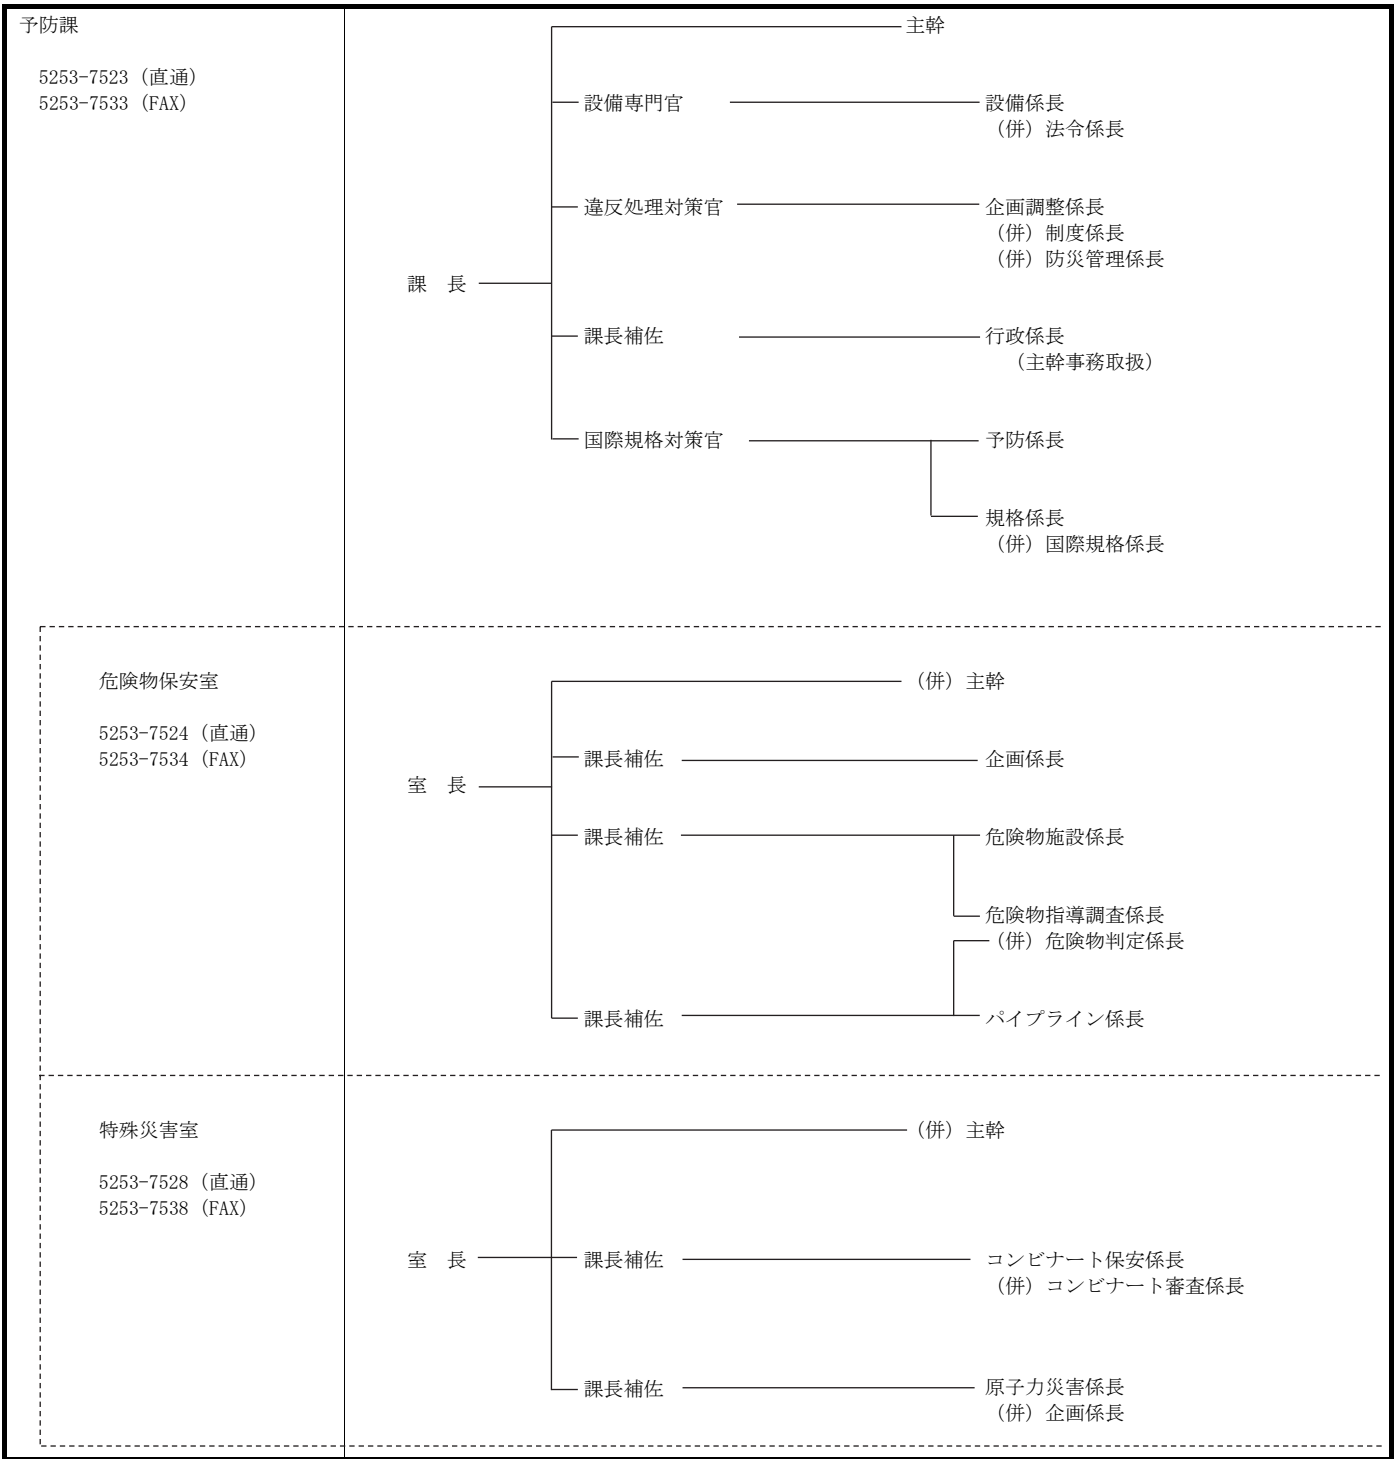 予防課
5253-7523（直通）
5253-7533（FAX）
主幹
設備専門官
設備係長
（併）法令係長
違反処理対策官
企画調整係長
（併）制度係長
（併）防災管理係長
課　長
課長補佐
行政係長
（主幹事務取扱）
国際規格対策官
予防係長
規格係長
（併）国際規格係長
危険物保安室
5253-7524（直通）
5253-7534（FAX）
（併）主幹
課長補佐
企画係長
室　長
課長補佐
危険物施設係長
危険物指導調査係長
（併）危険物判定係長
課長補佐
パイプライン係長
特殊災害室
5253-7528（直通）
5253-7538（FAX）
（併）主幹
室　長
課長補佐
コンビナート保安係長
（併）コンビナート審査係長
課長補佐
原子力災害係長
（併）企画係長